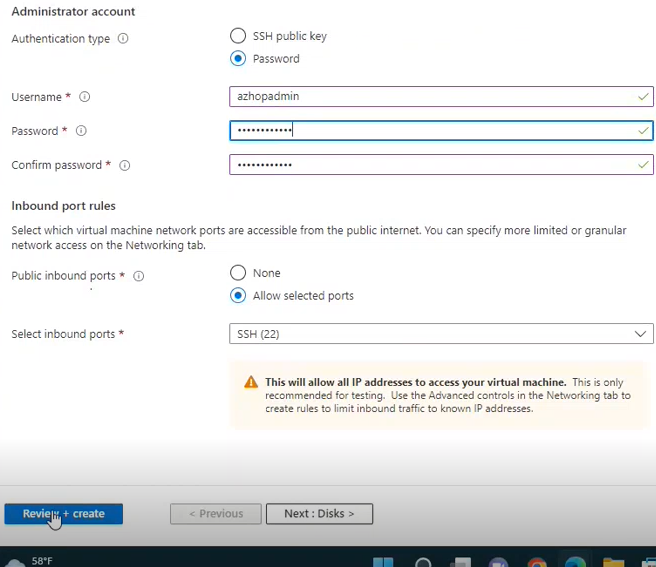 Administrator account
Authentication type
SSH public key
Password
Username *
azhopadmin
Password *
••••••••••••
Confirm password *
••••••••••••
Inbound port rules
Select which virtual machine network ports are accessible from the public internet. You can specify more limited or granular
network access on the Networking tab.
Public inbound ports *
None
Allow selected ports
Select inbound ports *
SSH (22)
This will allow all IP addresses to access your virtual machine. This is only
recommended for testing. Use the Advanced controls in the Networking tab to
create rules to limit inbound traffic to known IP addresses.
Review + create
< Previous
Next : Disks >
58°F